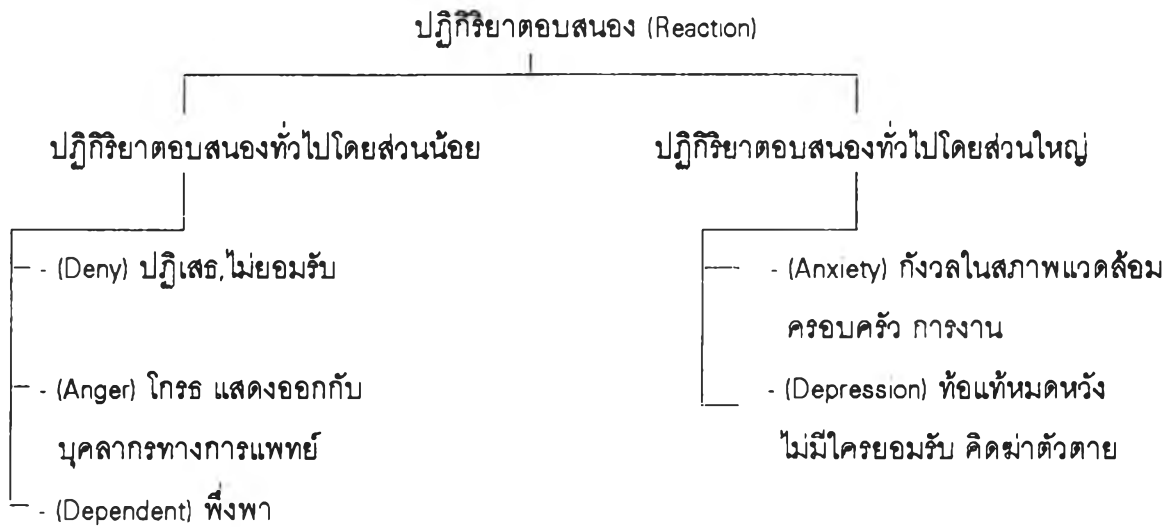 ปฏิกิริยาตอบสนอง (Reaction)
ปฏิกิริยาตอบสนองทั่วไปโดยส่วนน้อย
- (Deny) ปฏิเสธ,ไม่ยอมรับ
- (Anger) โกรธ แสดงออกกับ
บุคลากรทางการแพทย์
- (Dependent) พึ่งพา
ปฏิกิริยาตอบสนองทั่วไปโดยส่วนใหญ่
- (Anxiety) กังวลในสภาพแวดล้อม
ครอบครัว การงาน
- (Depression) ท้อแท้หมดหวัง
ไม่มีใครยอมรับ คิดฆ่าตัวตาย